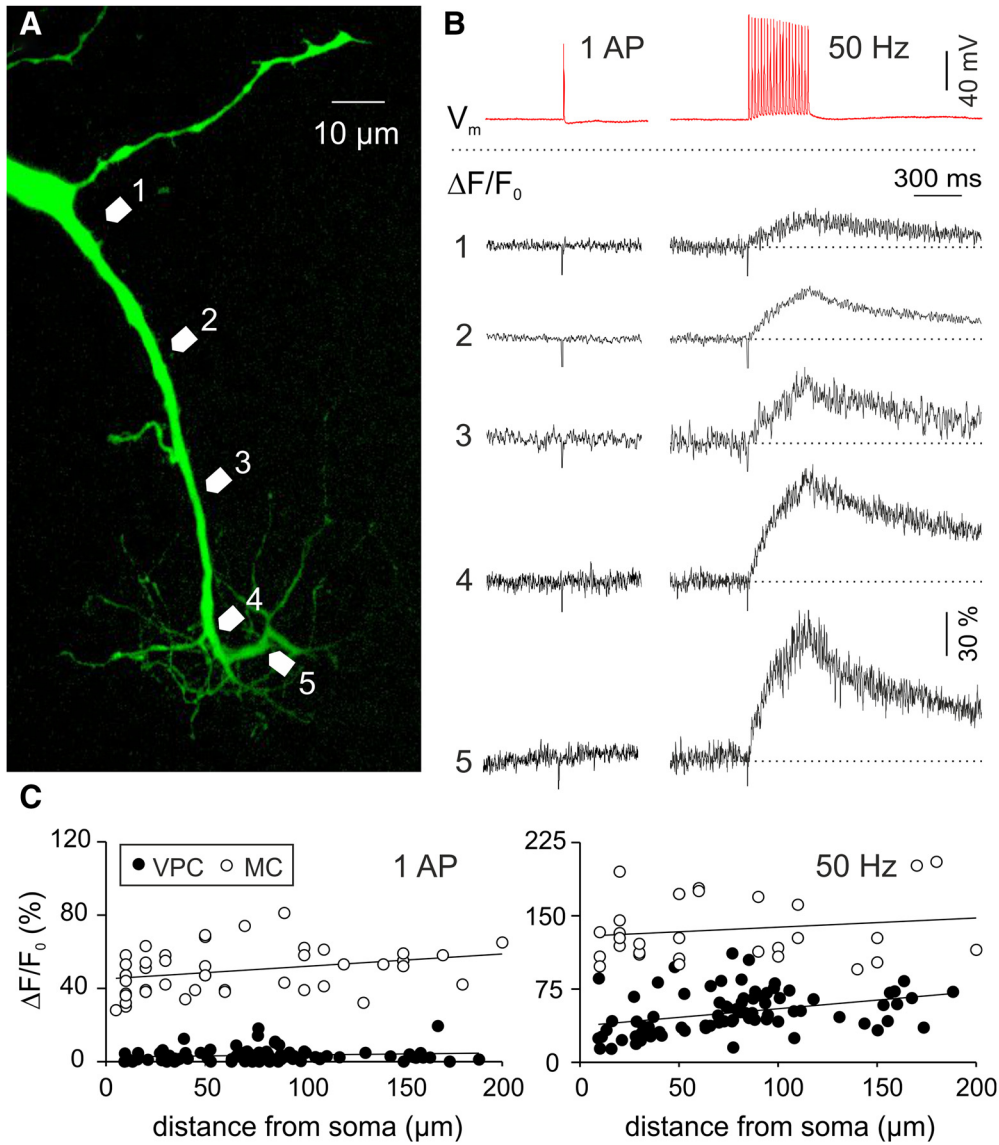 A
10 μm
1
2
3
4
5
B
1 AP
50 Hz
40 mV
Vm
ΔF/F0
300 ms
1
2
3
4
5
30 %
C
120
80
40
0
ΔF/F0 (%)
VPC MC
1 AP
0 50 100 150 200
distance from soma (μm)
225
150
75
0
50 Hz
0 50 100 150 200
distance from soma (μm)